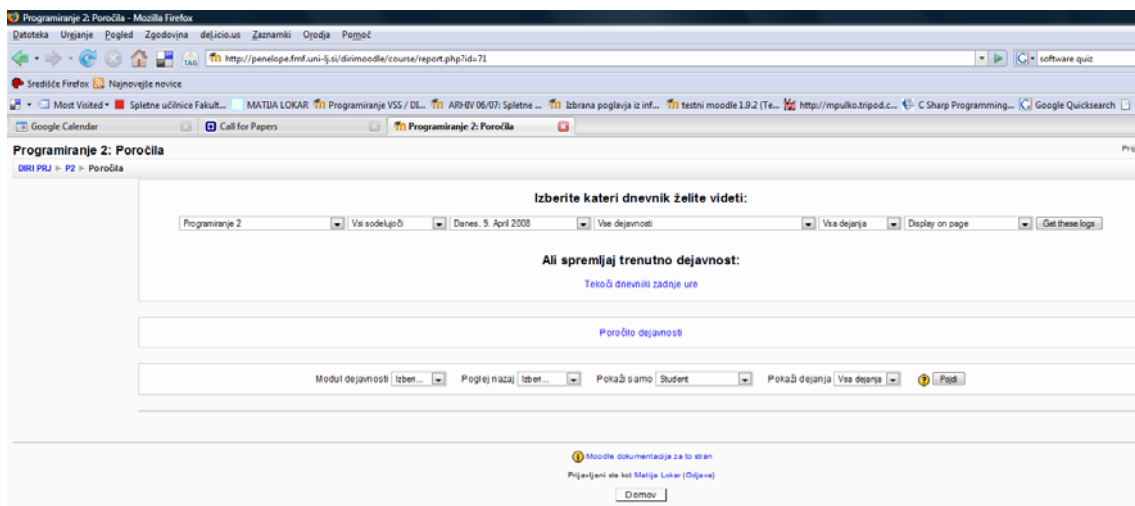 Programiranje 2: Poročila - Mozilla Firefox
Datoteka Urejanje Pogled Zgodovina del.icio.us Zaznamki Orodja Pomoč
TAG http://penelope.fmf.uni-lj.si/dirimoodle/course/report.php?id=71 software quiz
Središče Firefox Najnovejše novice
Most Visited Spletne učilnice Fakult... MATIJA LOKAR Programiranje VSS / DI... ARHIV 06/07: Spletne ... Izbrana poglavja iz inf... testni moodle 1.9.2 (Te... http://mpulko.tripod.c... C Sharp Programming... Google Quicksearch
Google Calendar Call for Papers Programiranje 2: Poročila
Programiranje 2: Poročila Prij
DIRI PRJ ► P2 ► Poročila
Izberite kateri dnevnik želite videti:
Programiranje 2 Vsi sodelujoči Danes, 9. April 2008 Vse dejavnosti Vsa dejanja Display on page Get these logs
Ali spremljaj trenutno dejavnost:
Tekoči dnevniki zadnje ure
Poročilo dejavnosti
Modul dejavnosti Izberi... Poglej nazaj Izberi... Pokaži samo Student Pokaži dejanja Vsa dejanja Pojdi
Moodle dokumentacija za to stran
Prijavljeni ste kot Matija Lokar (Odjava)
Domov